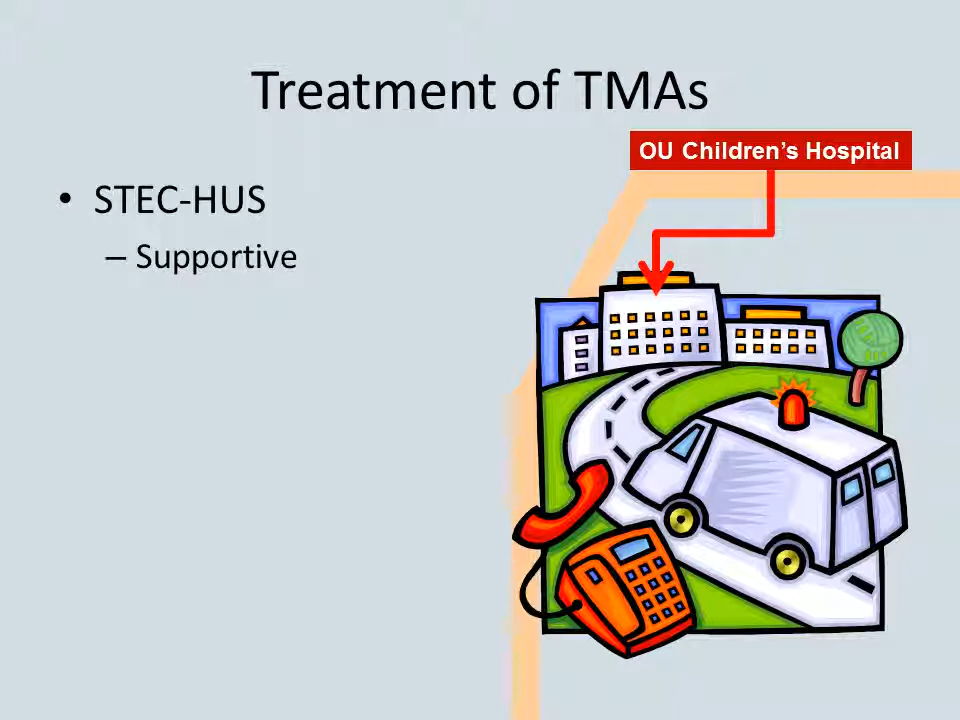 Treatment of TMAs
OU Children's Hospital
• STEC-HUS
– Supportive